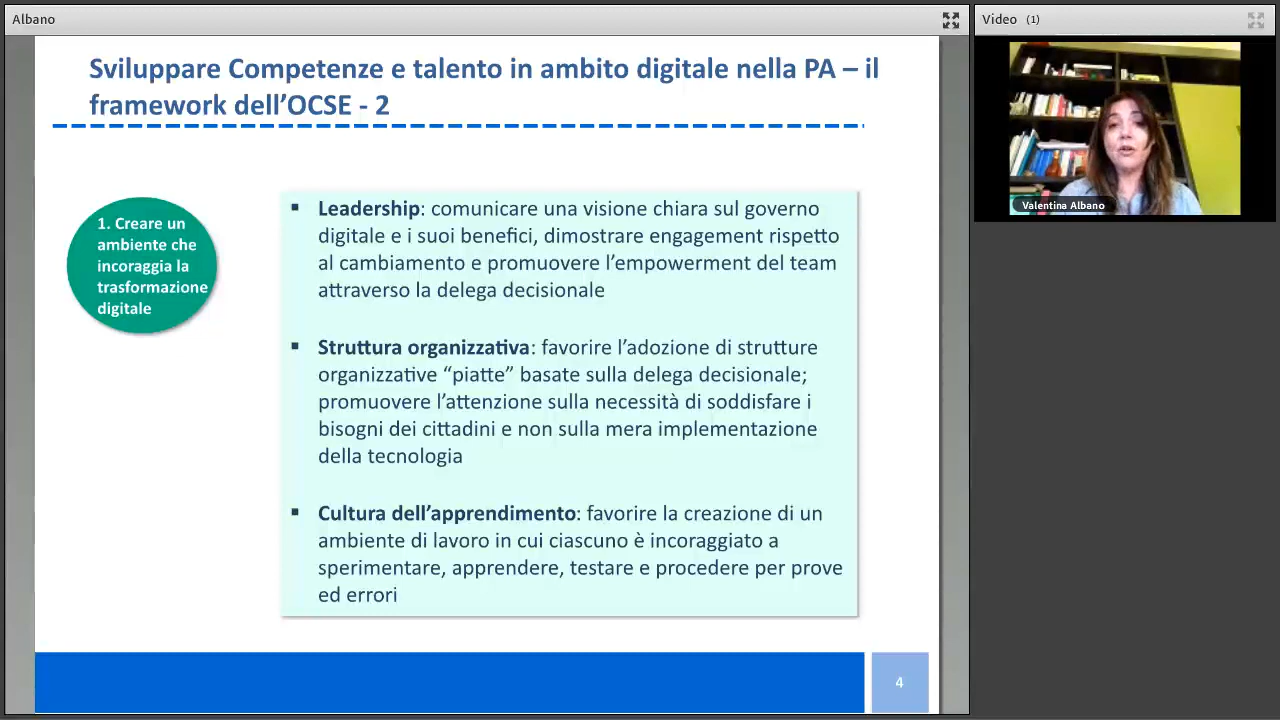 Albano
Video (1)
Sviluppare Competenze e talento in ambito digitale nella PA – il
framework dell’OCSE - 2
1. Creare un
ambiente che
incoraggia la
trasformazione
digitale
▪ Leadership: comunicare una visione chiara sul governo
digitale e i suoi benefici, dimostrare engagement rispetto
al cambiamento e promuovere l’empowerment del team
attraverso la delega decisionale
▪ Struttura organizzativa: favorire l’adozione di strutture
organizzative “piatte” basate sulla delega decisionale;
promuovere l’attenzione sulla necessità di soddisfare i
bisogni dei cittadini e non sulla mera implementazione
della tecnologia
▪ Cultura dell’apprendimento: favorire la creazione di un
ambiente di lavoro in cui ciascuno è incoraggiato a
sperimentare, apprendere, testare e procedere per prove
ed errori
4
Valentina Albano